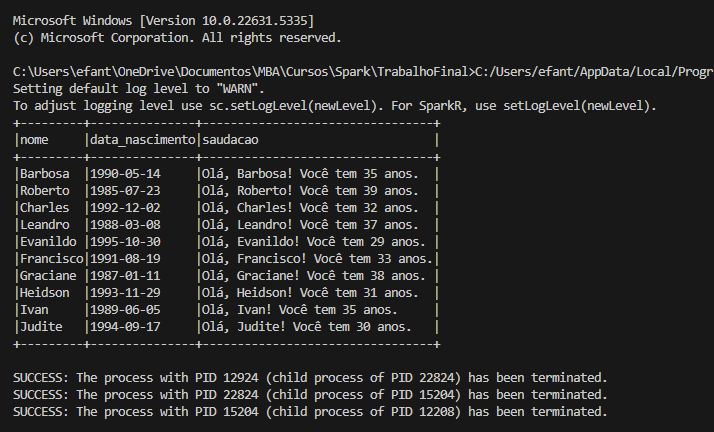 Microsoft Windows [Version 10.0.22631.5335]
(c) Microsoft Corporation. All rights reserved.
C:\Users\efant\OneDrive\Documentos\MBA\Cursos\Spark\TrabalhoFinal>C:/Users/efant/AppData/Local/Progr
Setting default log level to "WARN".
To adjust logging level use sc.setLogLevel(newLevel). For SparkR, use setLogLevel(newLevel).
+---------+---------------+-------------------------------+
|nome     |data_nascimento|saudacao                       |
+---------+---------------+-------------------------------+
|Barbosa  |1990-05-14     |Olá, Barbosa! Você tem 35 anos.  |
|Roberto  |1985-07-23     |Olá, Roberto! Você tem 39 anos.  |
|Charles  |1992-12-02     |Olá, Charles! Você tem 32 anos.  |
|Leandro  |1988-03-08     |Olá, Leandro! Você tem 37 anos.  |
|Evanildo |1995-10-30     |Olá, Evanildo! Você tem 29 anos. |
|Francisco|1991-08-19     |Olá, Francisco! Você tem 33 anos.|
|Graciane |1987-01-11     |Olá, Graciane! Você tem 38 anos. |
|Heidson  |1993-11-29     |Olá, Heidson! Você tem 31 anos.  |
|Ivan     |1989-06-05     |Olá, Ivan! Você tem 35 anos.     |
|Judite   |1994-09-17     |Olá, Judite! Você tem 30 anos.   |
+---------+---------------+-------------------------------+
SUCCESS: The process with PID 12924 (child process of PID 22824) has been terminated.
SUCCESS: The process with PID 22824 (child process of PID 15204) has been terminated.
SUCCESS: The process with PID 15204 (child process of PID 12208) has been terminated.